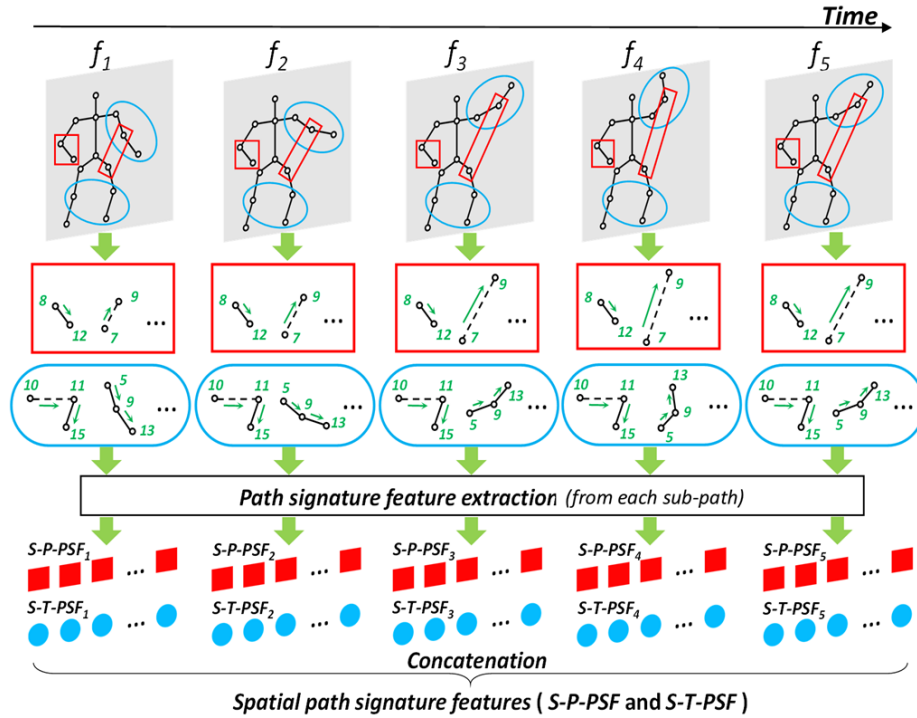 Time
f1 f2 f3 f4 f5
8 12 7 9 ...
8 12 7 9 ...
8 12 7 9 ...
8 12 7 9 ...
8 12 7 9 ...
10 11 15 5 9 13 ...
10 11 15 5 9 13 ...
10 11 15 5 9 13 ...
10 11 15 5 9 13 ...
10 11 15 5 9 13 ...
Path signature feature extraction (from each sub-path)
S-P-PSF1 S-P-PSF2 S-P-PSF3 S-P-PSF4 S-P-PSF5
... ... ... ... ...
S-T-PSF1 S-T-PSF2 S-T-PSF3 S-T-PSF4 S-T-PSF5
... ... ... ... ...
Concatenation
Spatial path signature features ( S-P-PSF and S-T-PSF )